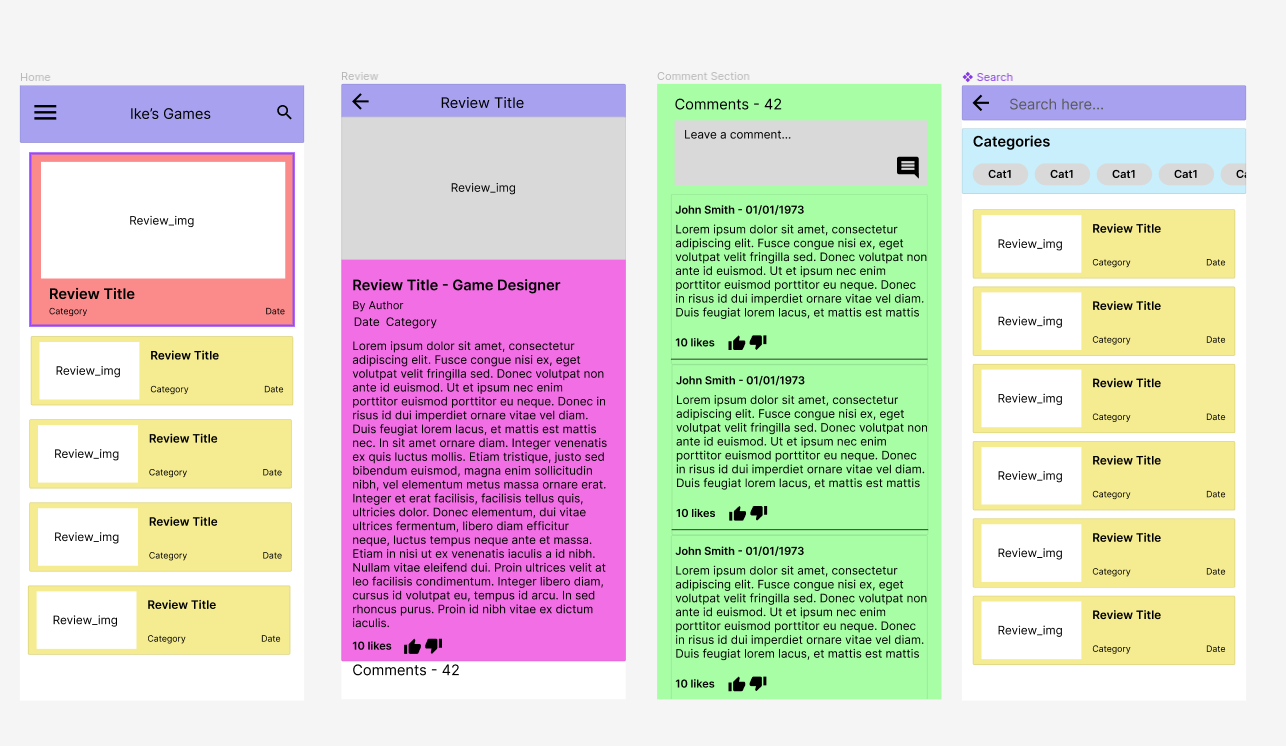 Home
Ike's Games
Review_img
Review Title
Category Date
Review_img
Review Title
Category Date
Review_img
Review Title
Category Date
Review_img
Review Title
Category Date
Review_img
Review Title
Category Date
Review
Review Title
Review_img
Review Title - Game Designer
By Author
Date Category
Lorem ipsum dolor sit amet, consectetur
adipiscing elit. Fusce congue nisi ex, eget
volutpat velit fringilla sed. Donec volutpat non
ante id euismod. Ut et ipsum nec enim
porttitor euismod porttitor eu neque. Donec in
risus id dui imperdiet ornare vitae vel diam.
Duis feugiat lorem lacus, et mattis est mattis
nec. In sit amet ornare diam. Integer venenatis
ex quis luctus mollis. Etiam tristique, justo sed
bibendum euismod, magna enim sollicitudin
nibh, vel elementum metus massa ornare erat.
Integer et erat facilisis, facilisis tellus quis,
ultricies dolor. Donec elementum, dui vitae
ultrices fermentum, libero diam efficitur
neque, luctus tempus neque ante et massa.
Etiam in nisi ut ex venenatis iaculis a id nibh.
Nullam vitae eleifend dui. Proin ultrices velit at
leo facilisis condimentum. Integer libero diam,
cursus id volutpat eu, tempus id arcu. In sed
rhoncus purus. Proin id nibh vitae ex dictum
iaculis.
10 likes
Comments - 42
Comment Section
Comments - 42
Leave a comment...
John Smith - 01/01/1973
Lorem ipsum dolor sit amet, consectetur
adipiscing elit. Fusce congue nisi ex, eget
volutpat velit fringilla sed. Donec volutpat non
ante id euismod. Ut et ipsum nec enim
porttitor euismod porttitor eu neque. Donec
in risus id dui imperdiet ornare vitae vel diam.
Duis feugiat lorem lacus, et mattis est mattis
10 likes
John Smith - 01/01/1973
Lorem ipsum dolor sit amet, consectetur
adipiscing elit. Fusce congue nisi ex, eget
volutpat velit fringilla sed. Donec volutpat non
ante id euismod. Ut et ipsum nec enim
porttitor euismod porttitor eu neque. Donec
in risus id dui imperdiet ornare vitae vel diam.
Duis feugiat lorem lacus, et mattis est mattis
10 likes
John Smith - 01/01/1973
Lorem ipsum dolor sit amet, consectetur
adipiscing elit. Fusce congue nisi ex, eget
volutpat velit fringilla sed. Donec volutpat non
ante id euismod. Ut et ipsum nec enim
porttitor euismod porttitor eu neque. Donec
in risus id dui imperdiet ornare vitae vel diam.
Duis feugiat lorem lacus, et mattis est mattis
10 likes
Search
Search here...
Categories
Cat1 Cat1 Cat1 Cat1 Ca
Review_img
Review Title
Category Date
Review_img
Review Title
Category Date
Review_img
Review Title
Category Date
Review_img
Review Title
Category Date
Review_img
Review Title
Category Date
Review_img
Review Title
Category Date